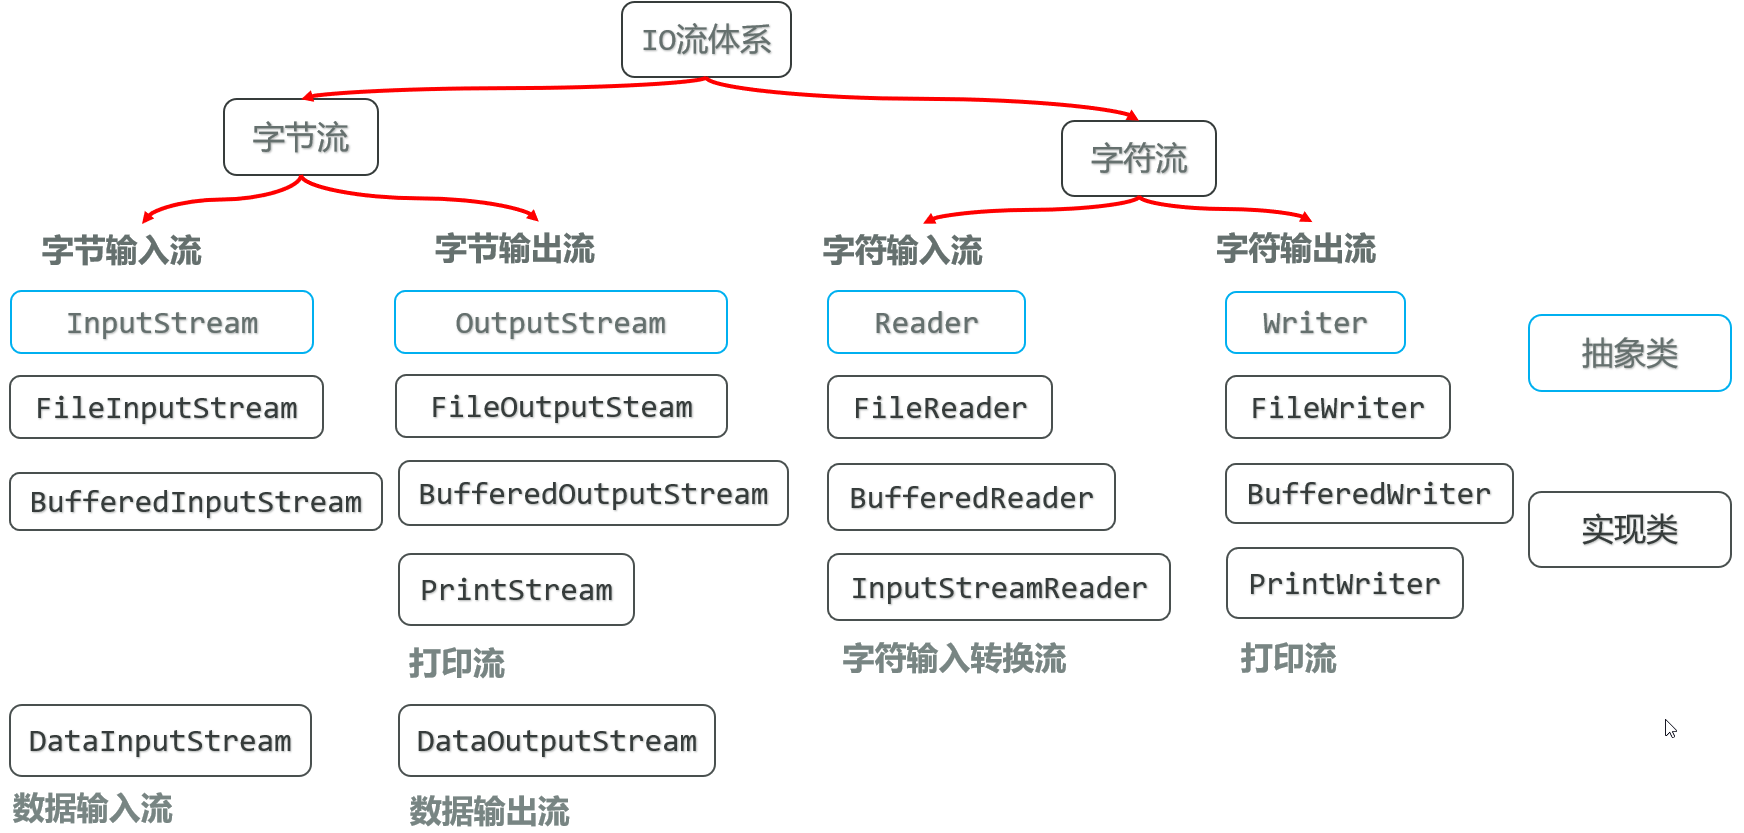 IO流体系
字节流
字符流
字节输入流
字节输出流
字符输入流
字符输出流
InputStream
OutputStream
Reader
Writer
抽象类
FileInputStream
FileOutputSteam
FileReader
FileWriter
BufferedInputStream
BufferedOutputStream
BufferedReader
BufferedWriter
实现类
PrintStream
InputStreamReader
PrintWriter
打印流
字符输入转换流
打印流
DataInputStream
DataOutputStream
数据输入流
数据输出流